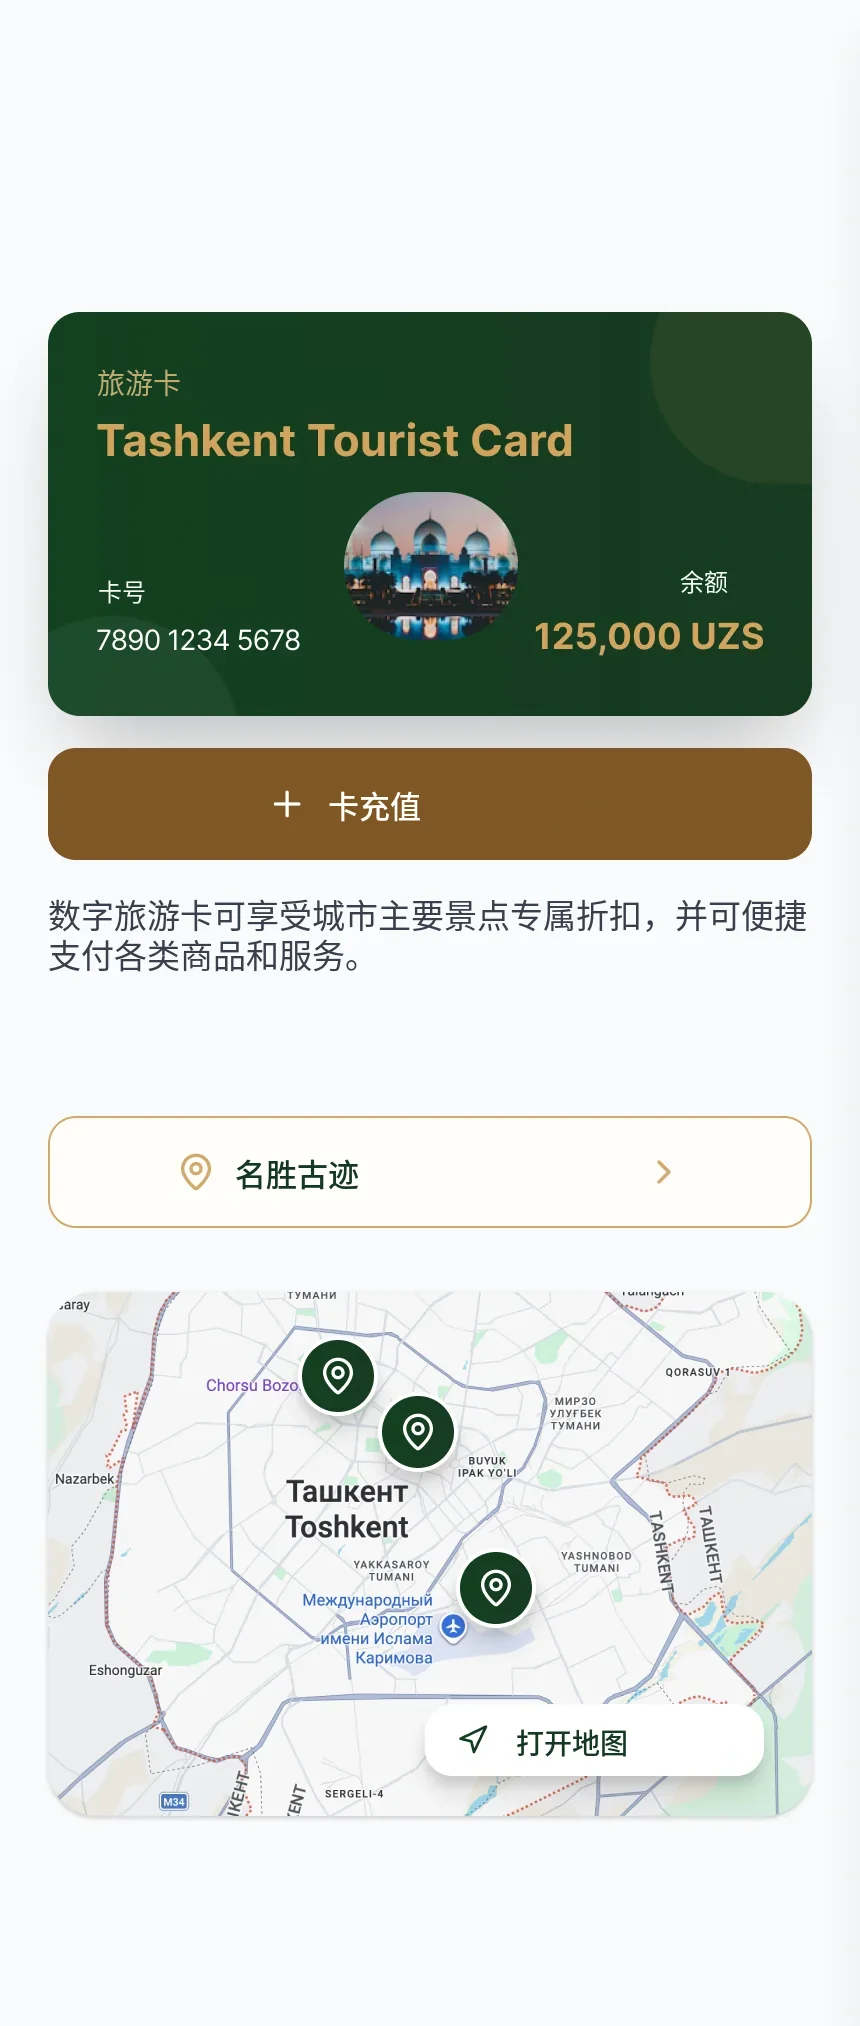 旅游卡
Tashkent Tourist Card
卡号
余额
7890 1234 5678
125,000 UZS
卡充值
数字旅游卡可享受城市主要景点专属折扣，并可便捷
支付各类商品和服务。
名胜古迹
ТУМАНИ
Chorsu Bozo
QORASUV-1
МИРЗО
УЛУҒБЕК
ТУМАНИ
BUYUK
IPAK YO'LI
Nazarbek
Ташкент
Toshkent
TASHKENT
ТАШКЕНТ
YAKKASAROY
TUMANI
YASHNOBOD
TUMANI
Международный
Аэропорт
имени Ислама
Каримова
Eshonguzar
打开地图
SERGELI-4
M34